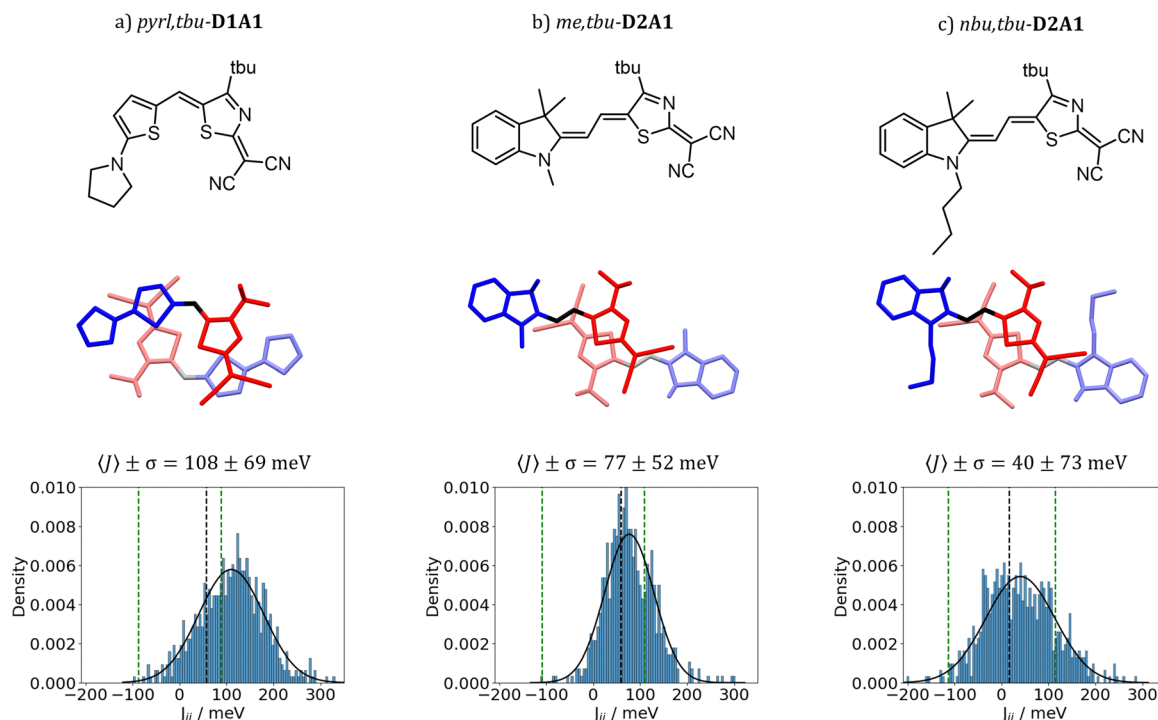 a) pyrl,tbu-D1A1
b) me,tbu-D2A1
c) nbu,tbu-D2A1
tbu
N
S
S
N
CN
NC
tbu
N
S
N
CN
NC
tbu
N
S
N
CN
NC
⟨J⟩ ± σ = 108 ± 69 meV
⟨J⟩ ± σ = 77 ± 52 meV
⟨J⟩ ± σ = 40 ± 73 meV
Density
0.010
0.008
0.006
0.004
0.002
0.000
−200
−100
0
100
200
300
J_ij / meV
Density
0.010
0.008
0.006
0.004
0.002
0.000
−200
−100
0
100
200
300
J_ij / meV
Density
0.010
0.008
0.006
0.004
0.002
0.000
−200
−100
0
100
200
300
J_ij / meV